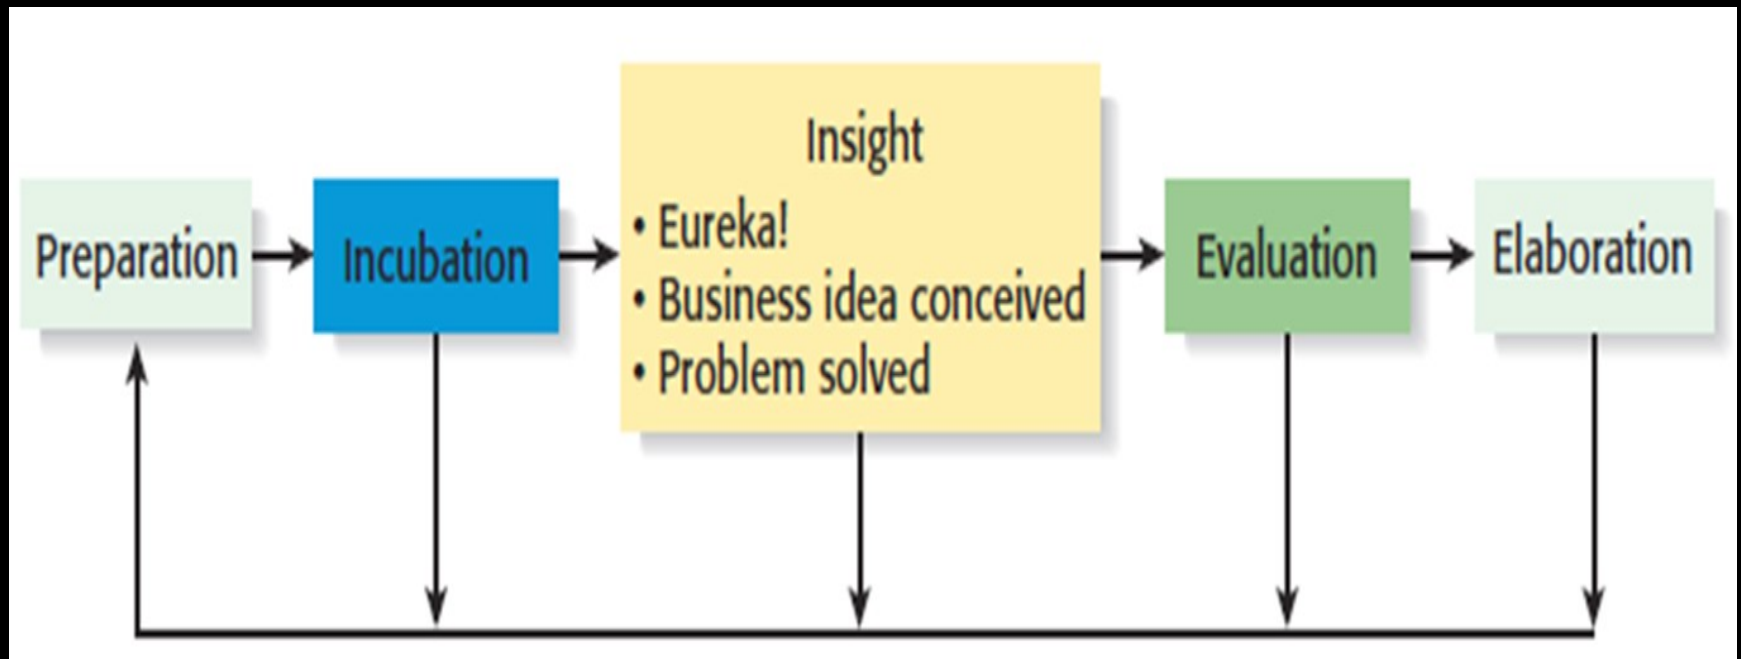 Preparation
Incubation
Insight
• Eureka!
• Business idea conceived
• Problem solved
Evaluation
Elaboration